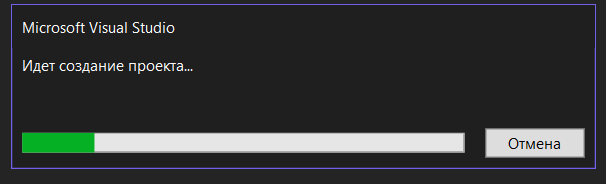 Microsoft Visual Studio
Идет создание проекта...
Отмена